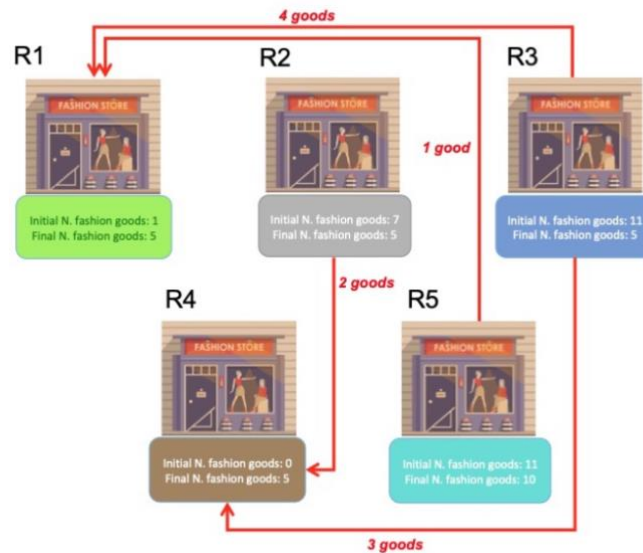 4 goods
R1
R2
R3
FASHION STORE
FASHION STORE
FASHION STORE
1 good
Initial N. fashion goods: 1
Final N. fashion goods: 5
Initial N. fashion goods: 7
Final N. fashion goods: 5
Initial N. fashion goods: 11
Final N. fashion goods: 5
2 goods
R4
R5
FASHION STORE
FASHION STORE
Initial N. fashion goods: 0
Final N. fashion goods: 5
Initial N. fashion goods: 11
Final N. fashion goods: 10
3 goods